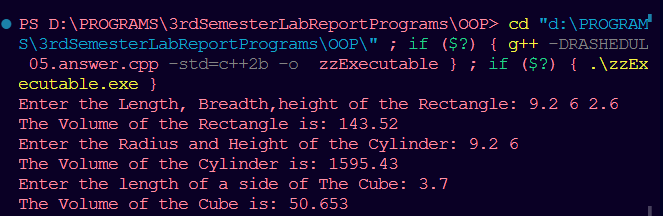 PS D:\PROGRAMS\3rdSemesterLabReportPrograms\OOP> cd "d:\PROGRAM
S\3rdSemesterLabReportPrograms\OOP\" ; if ($?) { g++ -DRASHEDUL
 05.answer.cpp -std=c++2b -o  zzExecutable } ; if ($?) { .\zzEx
ecutable.exe }
Enter the Length, Breadth,height of the Rectangle: 9.2 6 2.6
The Volume of the Rectangle is: 143.52
Enter the Radius and Height of the Cylinder: 9.2 6
The Volume of the Cylinder is: 1595.43
Enter the length of a side of The Cube: 3.7
The Volume of the Cube is: 50.653